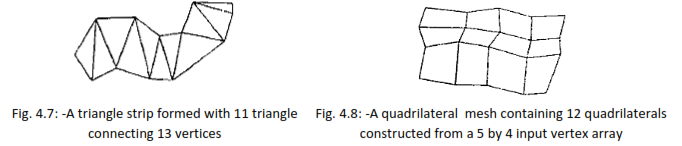 Fig. 4.7: -A triangle strip formed with 11 triangle
connecting 13 vertices
Fig. 4.8: -A quadrilateral  mesh containing 12 quadrilaterals
constructed from a 5 by 4 input vertex array